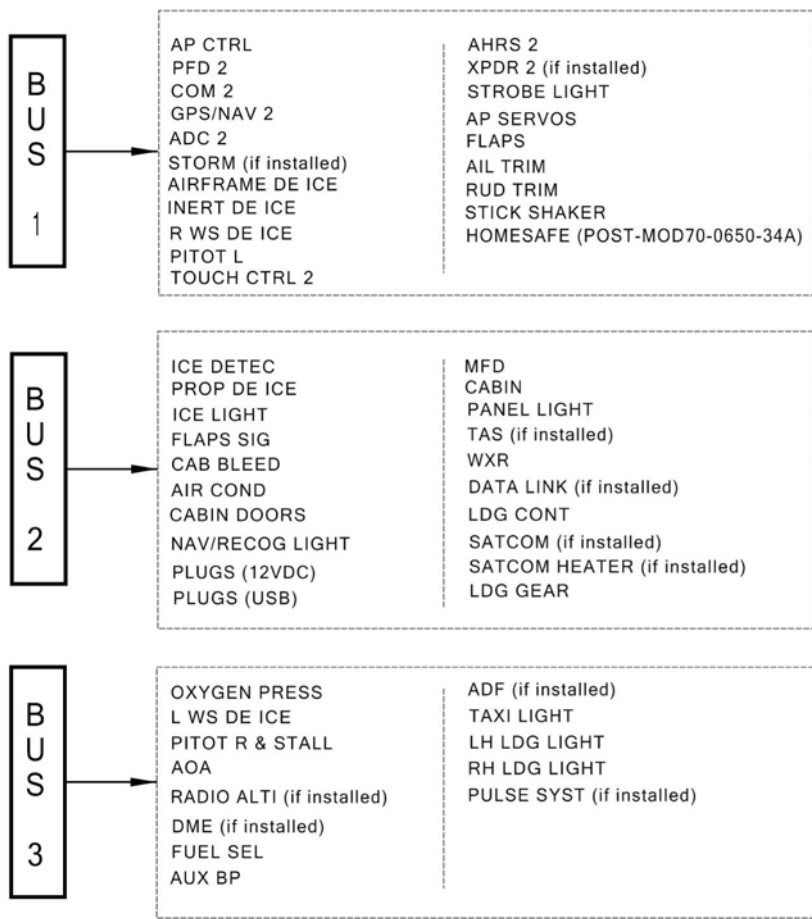 BUS 1
AP CTRL
PFD 2
COM 2
GPS/NAV 2
ADC 2
STORM (if installed)
AIRFRAME DE ICE
INERT DE ICE
R WS DE ICE
PITOT L
TOUCH CTRL 2
AHRS 2
XPDR 2 (if installed)
STROBE LIGHT
AP SERVOS
FLAPS
AIL TRIM
RUD TRIM
STICK SHAKER
HOMESAFE (POST-MOD70-0650-34A)
BUS 2
ICE DETEC
PROP DE ICE
ICE LIGHT
FLAPS SIG
CAB BLEED
AIR COND
CABIN DOORS
NAV/RECOG LIGHT
PLUGS (12VDC)
PLUGS (USB)
MFD
CABIN
PANEL LIGHT
TAS (if installed)
WXR
DATA LINK (if installed)
LDG CONT
SATCOM (if installed)
SATCOM HEATER (if installed)
LDG GEAR
BUS 3
OXYGEN PRESS
L WS DE ICE
PITOT R & STALL
AOA
RADIO ALTI (if installed)
DME (if installed)
FUEL SEL
AUX BP
ADF (if installed)
TAXI LIGHT
LH LDG LIGHT
RH LDG LIGHT
PULSE SYST (if installed)